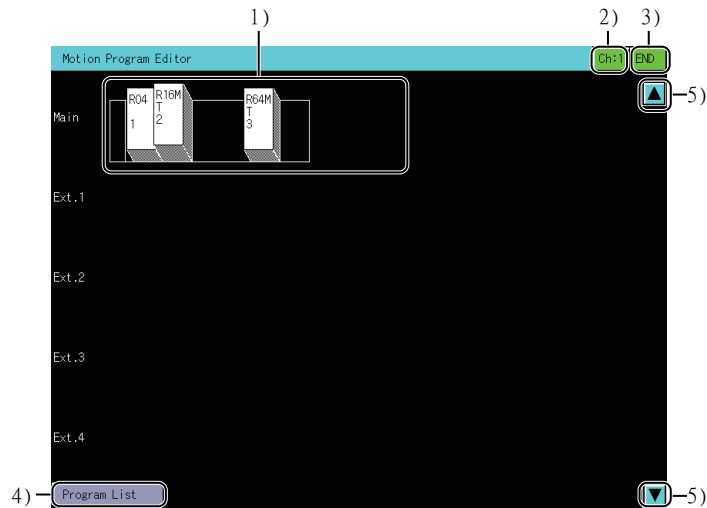 1)
2)
3)
Motion Program Editor
Ch:1
END
R04
1
R16M
T
2
R64M
T
3
▲
5)
Main
Ext.1
Ext.2
Ext.3
Ext.4
4)
Program List
▼
5)